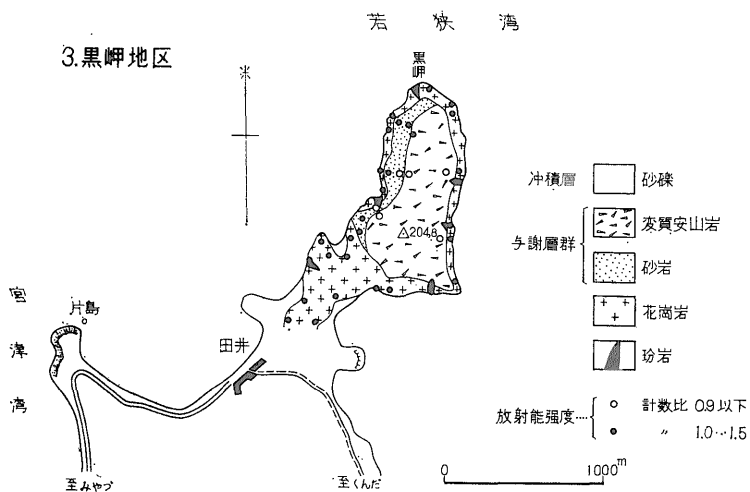 若狭湾
3.黒岬地区
黒岬
△204.8
沖積層
砂礫
与謝層群
変質安山岩
砂岩
花崗岩
玢岩
放射能強度
計数比 0.9以下
〃 1.0〜1.5
宮津湾
片島
田井
至みやづ
至くんだ
0
1000m